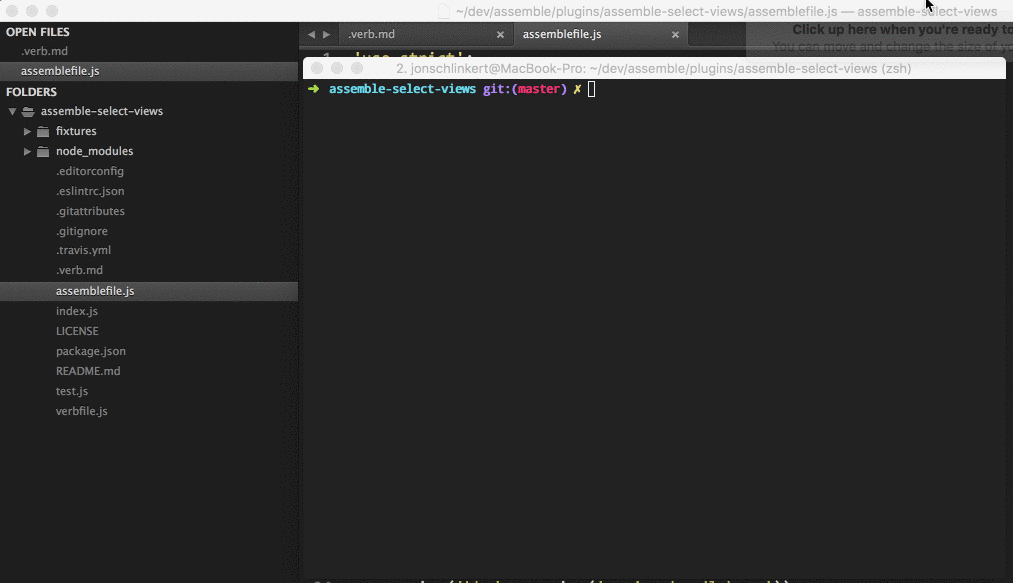 ~/dev/assemble/plugins/assemble-select-views/assemblefile.js — assemble-select-views
OPEN FILES
.verb.md
assemblefile.js
FOLDERS
assemble-select-views
fixtures
node_modules
.editorconfig
.eslintrc.json
.gitattributes
.gitignore
.travis.yml
.verb.md
assemblefile.js
index.js
LICENSE
package.json
README.md
test.js
verbfile.js
.verb.md × assemblefile.js ×
Click up here when you're ready to
You can move and change the size of yo
1 'use strict';
2. jonschlinkert@MacBook-Pro: ~/dev/assemble/plugins/assemble-select-views (zsh)
➜ assemble-select-views git:(master) ✗